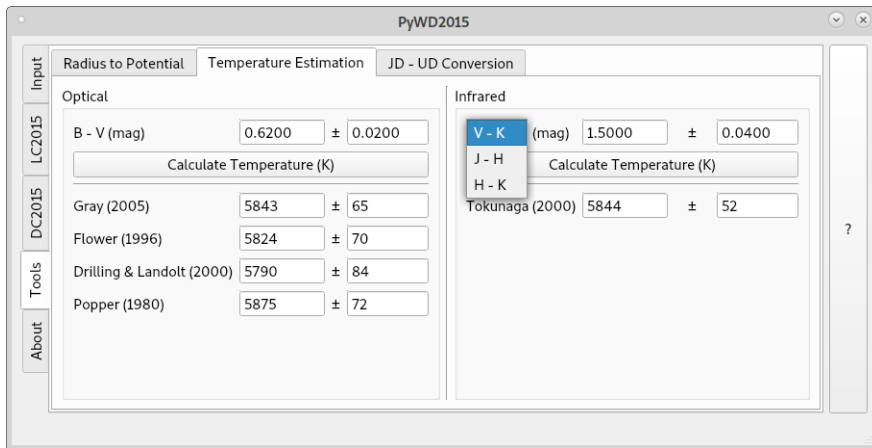 PyWD2015
Input
LC2015
DC2015
Tools
About
Radius to Potential Temperature Estimation JD - UD Conversion
Optical
B - V (mag) 0.6200 ± 0.0200
Calculate Temperature (K)
Gray (2005) 5843 ± 65
Flower (1996) 5824 ± 70
Drilling & Landolt (2000) 5790 ± 84
Popper (1980) 5875 ± 72
Infrared
V - K (mag) 1.5000 ± 0.0400
J - H
H - K
Calculate Temperature (K)
Tokunaga (2000) 5844 ± 52
?